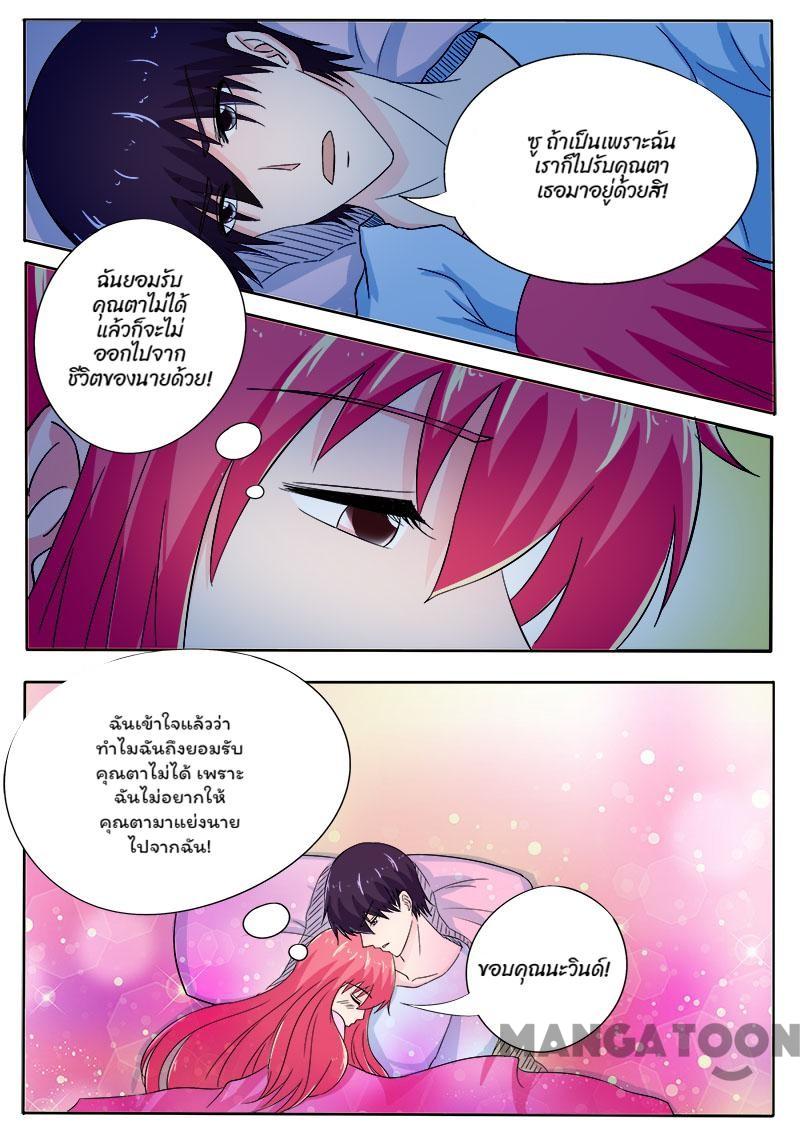 ซู ถ้าเป็นเพราะฉัน
เราก็ไปรับคุณตา
เธอมาอยู่ด้วยสิ!
ฉันยอมรับ
คุณตาไม่ได้
แล้วก็จะไม่
ออกไปจาก
ชีวิตของนายด้วย!
ฉันเข้าใจแล้วว่า
ทำไมฉันถึงยอมรับ
คุณตาไม่ได้ เพราะ
ฉันไม่อยากให้
คุณตามาแย่งนาย
ไปจากฉัน!
ขอบคุณนะวินด์!
MANGATOON